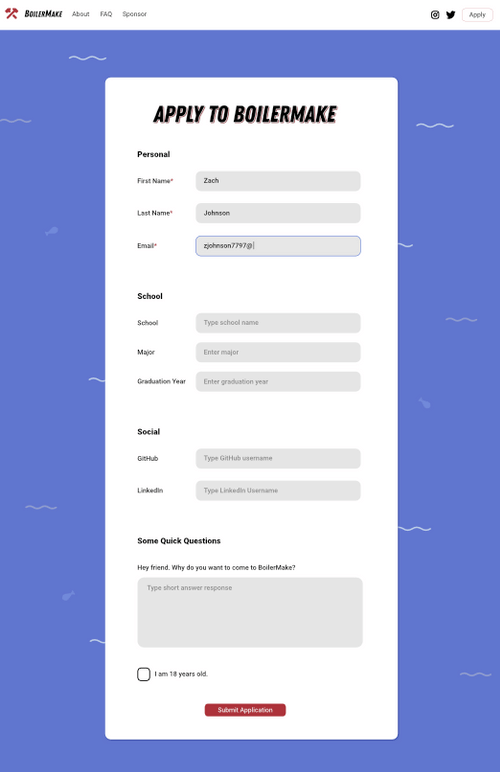 BOILERMAKE About FAQ Sponsor Apply
APPLY TO BOILERMAKE
Personal
First Name* Zach
Last Name* Johnson
Email* zjohnson7797@
School
School Type school name
Major Enter major
Graduation Year Enter graduation year
Social
GitHub Type GitHub username
LinkedIn Type LinkedIn Username
Some Quick Questions
Hey friend. Why do you want to come to BoilerMake?
Type short answer response
I am 18 years old.
Submit Application